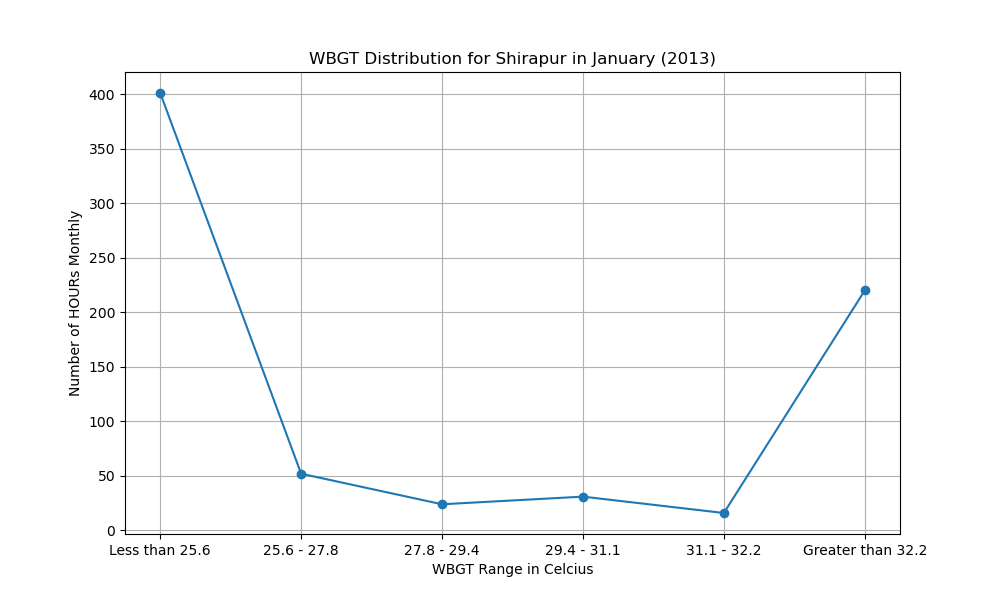 WBGT Distribution for Shirapur in January (2013)
Number of HOURs Monthly
400
350
300
250
200
150
100
50
0
Less than 25.6
25.6 - 27.8
27.8 - 29.4
29.4 - 31.1
31.1 - 32.2
Greater than 32.2
WBGT Range in Celcius